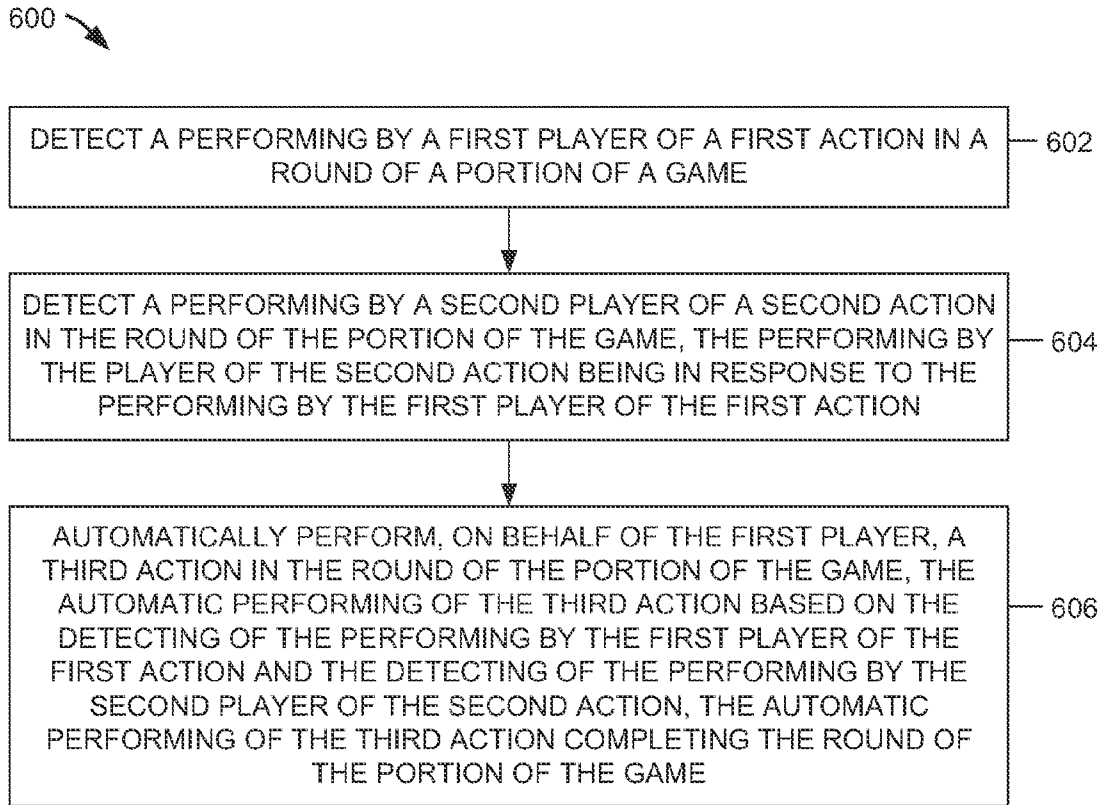 600
DETECT A PERFORMING BY A FIRST PLAYER OF A FIRST ACTION IN A
ROUND OF A PORTION OF A GAME
602
DETECT A PERFORMING BY A SECOND PLAYER OF A SECOND ACTION
IN THE ROUND OF THE PORTION OF THE GAME, THE PERFORMING BY
THE PLAYER OF THE SECOND ACTION BEING IN RESPONSE TO THE
PERFORMING BY THE FIRST PLAYER OF THE FIRST ACTION
604
AUTOMATICALLY PERFORM, ON BEHALF OF THE FIRST PLAYER, A
THIRD ACTION IN THE ROUND OF THE PORTION OF THE GAME, THE
AUTOMATIC PERFORMING OF THE THIRD ACTION BASED ON THE
DETECTING OF THE PERFORMING BY THE FIRST PLAYER OF THE
FIRST ACTION AND THE DETECTING OF THE PERFORMING BY THE
SECOND PLAYER OF THE SECOND ACTION, THE AUTOMATIC
PERFORMING OF THE THIRD ACTION COMPLETING THE ROUND OF
THE PORTION OF THE GAME
606